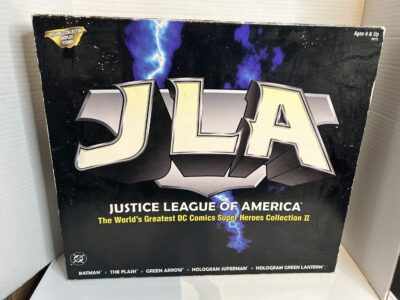 Ages 4 & Up
JLA
JUSTICE LEAGUE OF AMERICA
The World's Greatest DC Comics Super Heroes Collection II
DC
BATMAN • THE FLASH • GREEN ARROW • HOLOGRAM SUPERMAN • HOLOGRAM GREEN LANTERN